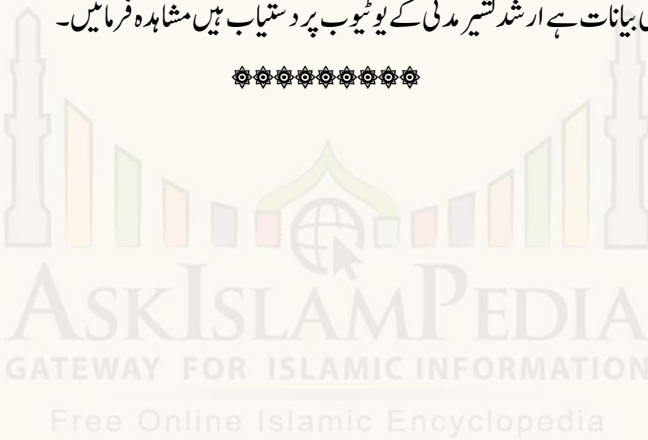 بیانات ہے ارشد بشیر مدنی کے یوٹیوب پر دستیاب ہیں مشاہدہ فرمائیں۔
ASKISLAMPEDIA
GATEWAY FOR ISLAMIC INFORMATION
Free Online Islamic Encyclopedia